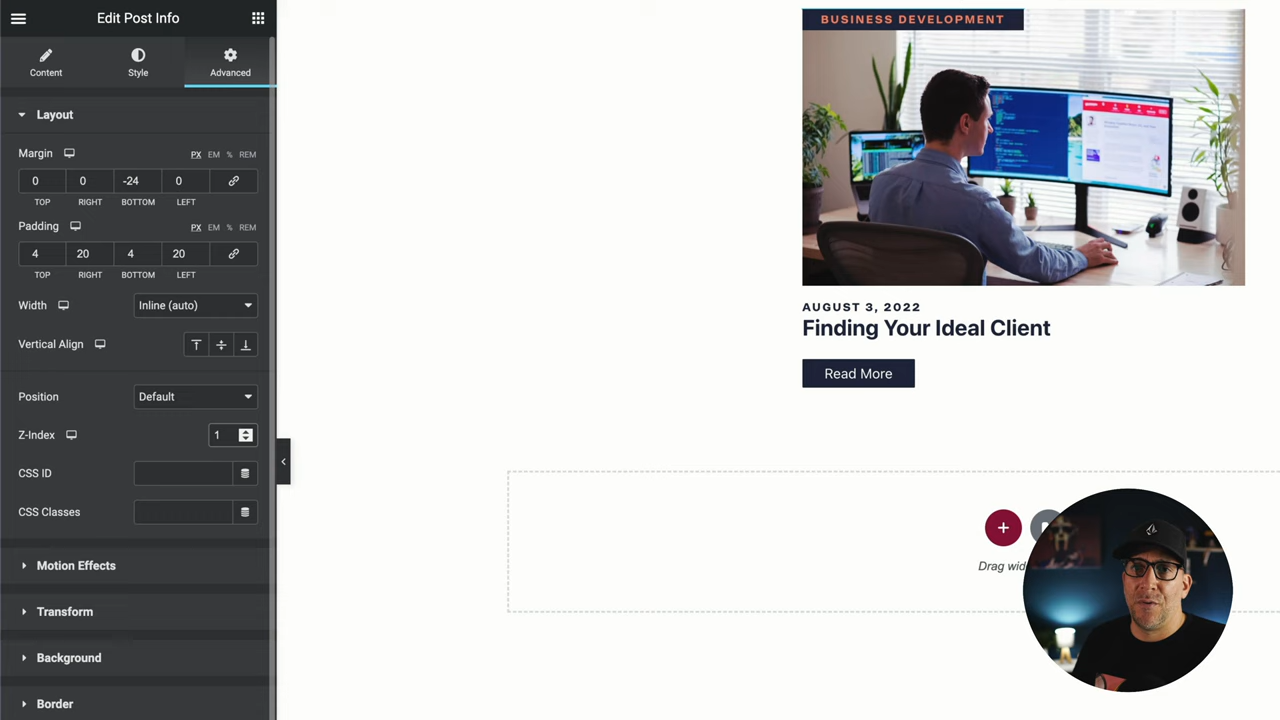 Edit Post Info
Content
Style
Advanced
Layout
Margin
PX EM % REM
0 0 -24 0
TOP RIGHT BOTTOM LEFT
Padding
PX EM % REM
4 20 4 20
TOP RIGHT BOTTOM LEFT
Width
Inline (auto)
Vertical Align
Position
Default
Z-Index
1
CSS ID
CSS Classes
Motion Effects
Transform
Background
Border
BUSINESS DEVELOPMENT
AUGUST 3, 2022
Finding Your Ideal Client
Read More
Drag wid